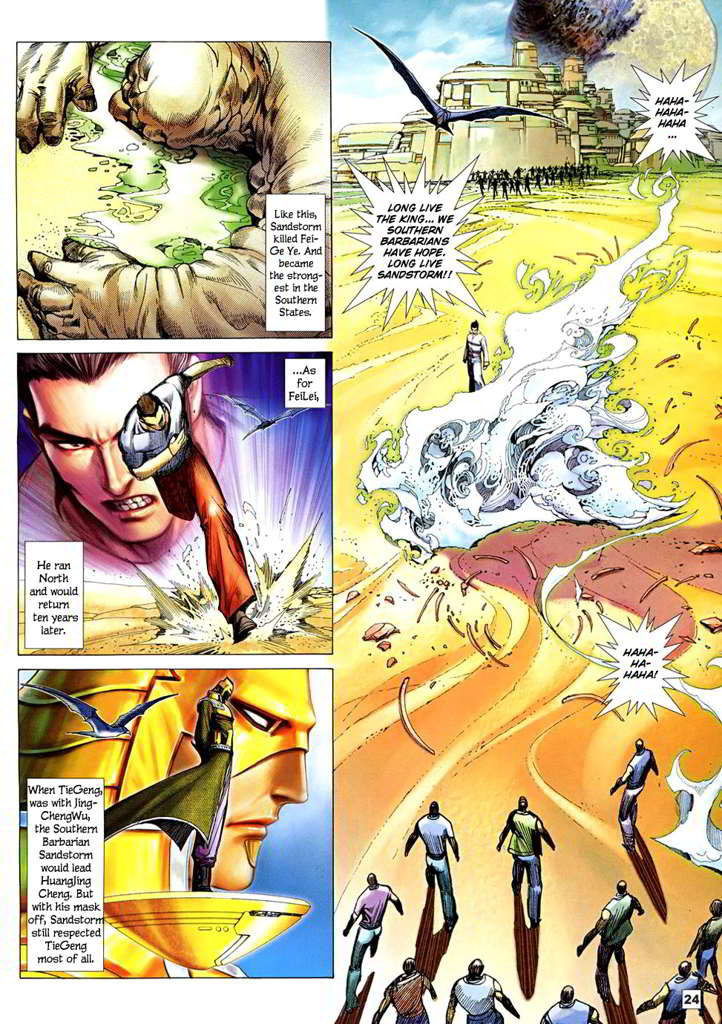 Like this,
Sandstorm
killed Fei-
Ge Ye. And
became
the strong-
est in the
Southern
States.
...As
for
FeiLei,
He ran
North
and would
return
ten years
later.
When TieGeng,
was with Jing-
ChengWu,
the Southern
Barbarian
Sandstorm
would lead
HuangJing
Cheng. But
with his mask
off, Sandstorm
still respected
TieGeng
most of all.
HAHA-
HAHA-
HAHA
...
LONG LIVE
THE KING... WE
SOUTHERN
BARBARIANS
HAVE HOPE.
LONG LIVE
SANDSTORM!!
HAHA-
HA-
HAHA!
24